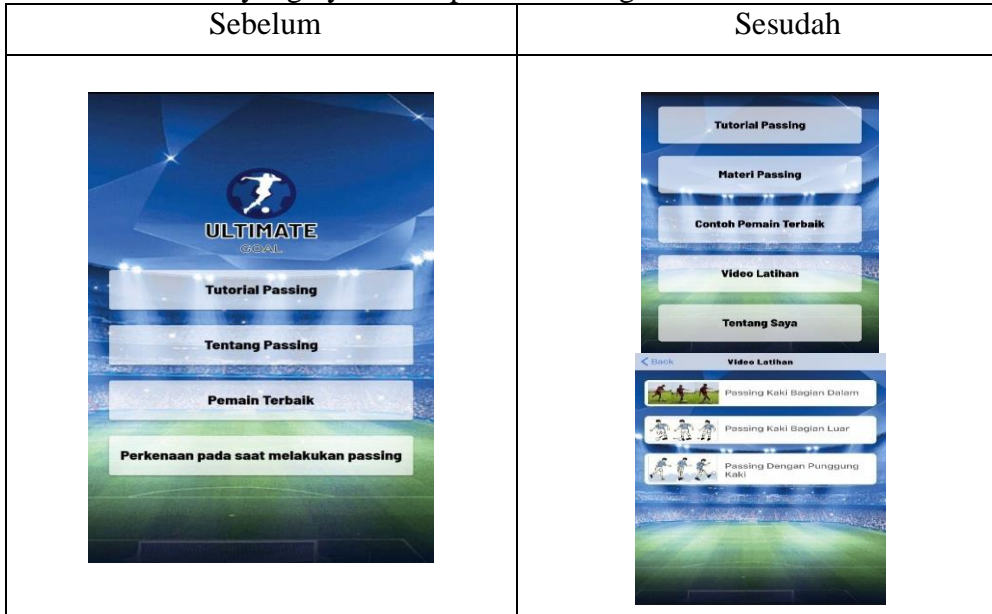 Sebelum
Sesudah
ULTIMATE
GOAL
Tutorial Passing
Tentang Passing
Pemain Terbaik
Perkenaan pada saat melakukan passing
Tutorial Passing
Materi Passing
Contoh Pemain Terbaik
Video Latihan
Tentang Saya
Back Video Latihan
Passing Kaki Bagian Dalam
Passing Kaki Bagian Luar
Passing Dengan Punggung
Kaki